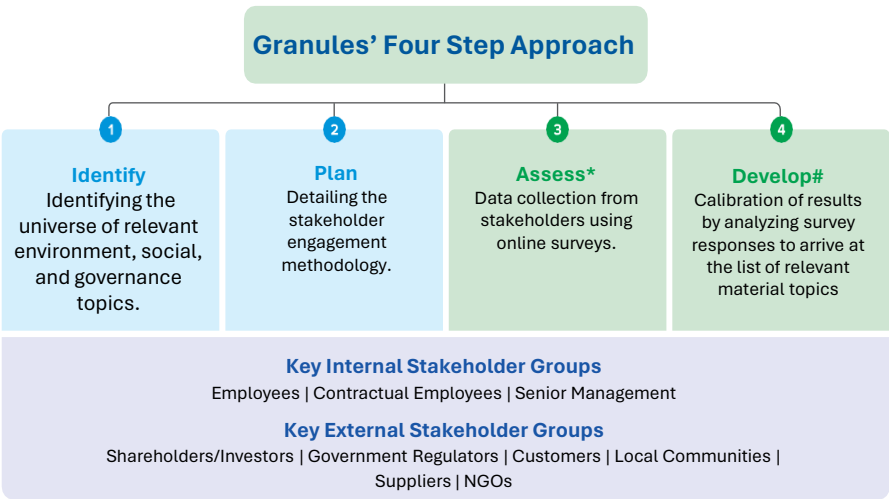 Granules’ Four Step Approach
1
Identify
Identifying the
universe of relevant
environment, social,
and governance
topics.
2
Plan
Detailing the
stakeholder
engagement
methodology.
3
Assess*
Data collection from
stakeholders using
online surveys.
4
Develop#
Calibration of results
by analyzing survey
responses to arrive at
the list of relevant
material topics
Key Internal Stakeholder Groups
Employees | Contractual Employees | Senior Management
Key External Stakeholder Groups
Shareholders/Investors | Government Regulators | Customers | Local Communities |
Suppliers | NGOs